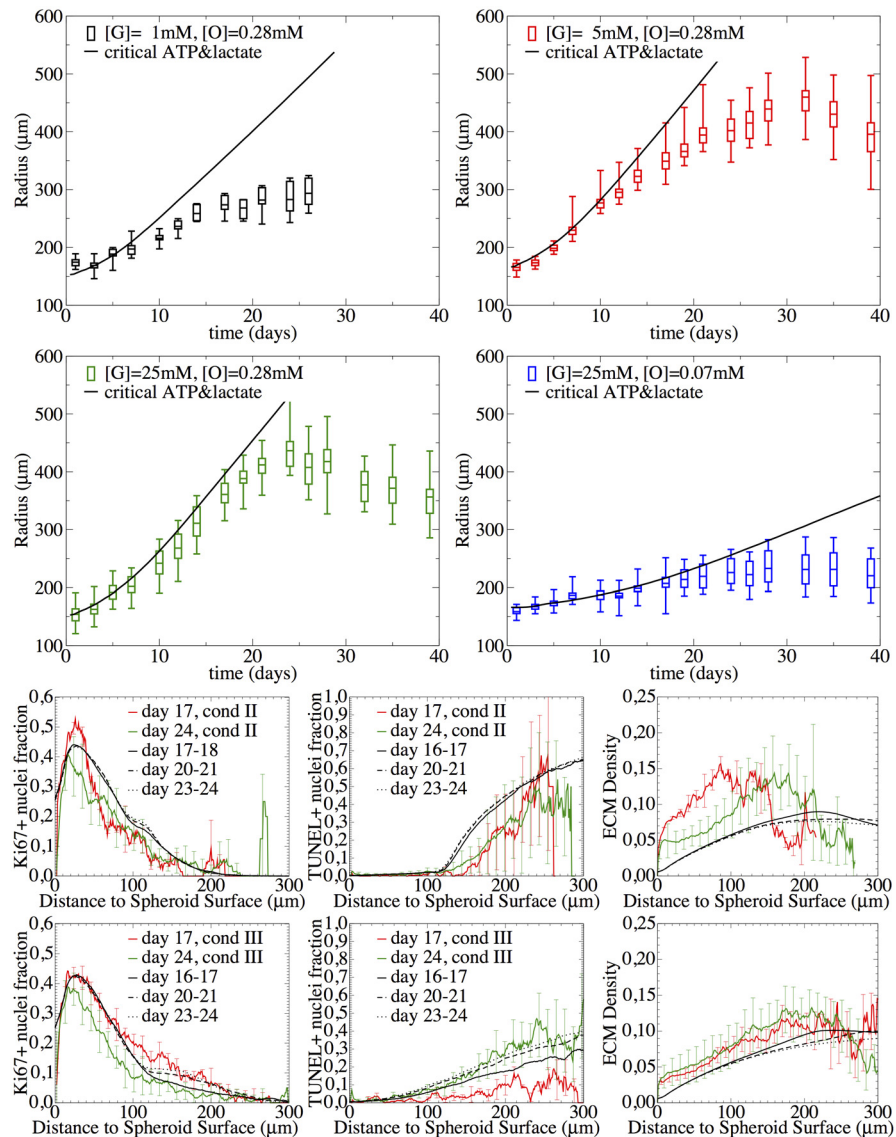 600
500
400
300
200
100
Radius (μm)
[G]= 1mM, [O]=0.28mM
critical ATP&lactate
0 10 20 30 40
time (days)
600
500
400
300
200
100
Radius (μm)
[G]= 5mM, [O]=0.28mM
critical ATP&lactate
0 10 20 30 40
time (days)
600
500
400
300
200
100
Radius (μm)
[G]=25mM, [O]=0.28mM
critical ATP&lactate
0 10 20 30 40
time (days)
600
500
400
300
200
100
Radius (μm)
[G]=25mM, [O]=0.07mM
critical ATP&lactate
0 10 20 30 40
time (days)
0,6
0,5
0,4
0,3
0,2
0,1
0,0
Ki67+ nuclei fraction
day 17, cond II
day 24, cond II
day 17-18
day 20-21
day 23-24
0 100 200 300
Distance to Spheroid Surface (μm)
1,0
0,9
0,8
0,7
0,6
0,5
0,4
0,3
0,2
0,1
0
TUNEL+ nuclei fraction
day 17, cond II
day 24, cond II
day 16-17
day 20-21
day 23-24
0 100 200 300
Distance to Spheroid Surface (μm)
0,25
0,20
0,15
0,10
0,05
0,00
ECM Density
0 100 200 300
Distance to Spheroid Surface (μm)
0,6
0,5
0,4
0,3
0,2
0,1
0,0
Ki67+ nuclei fraction
day 17, cond III
day 24, cond III
day 16-17
day 20-21
day 23-24
0 100 200 300
Distance to Spheroid Surface (μm)
1,0
0,9
0,8
0,7
0,6
0,5
0,4
0,3
0,2
0,1
0
TUNEL+ nuclei fraction
day 17, cond III
day 24, cond III
day 16-17
day 20-21
day 23-24
0 100 200 300
Distance to Spheroid Surface (μm)
0,25
0,20
0,15
0,10
0,05
0,00
ECM Density
0 100 200 300
Distance to Spheroid Surface (μm)